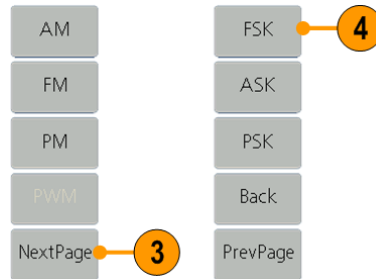 AM
FM
PM
PWM
NextPage
3
FSK
4
ASK
PSK
Back
PrevPage